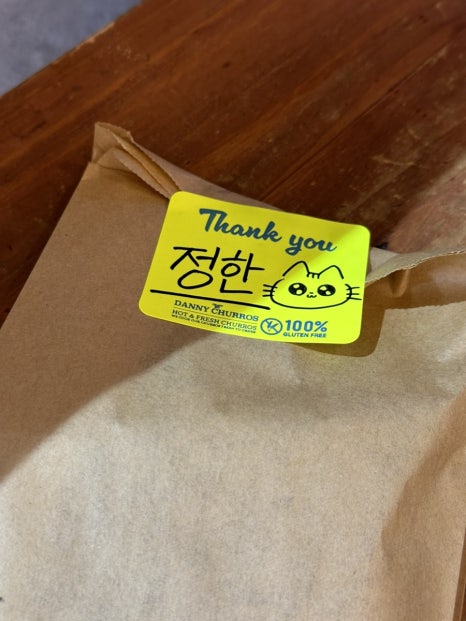 Thank you
정한
DANNY CHURROS
HOT & FRESH CHURROS
100%
GLUTEN FREE